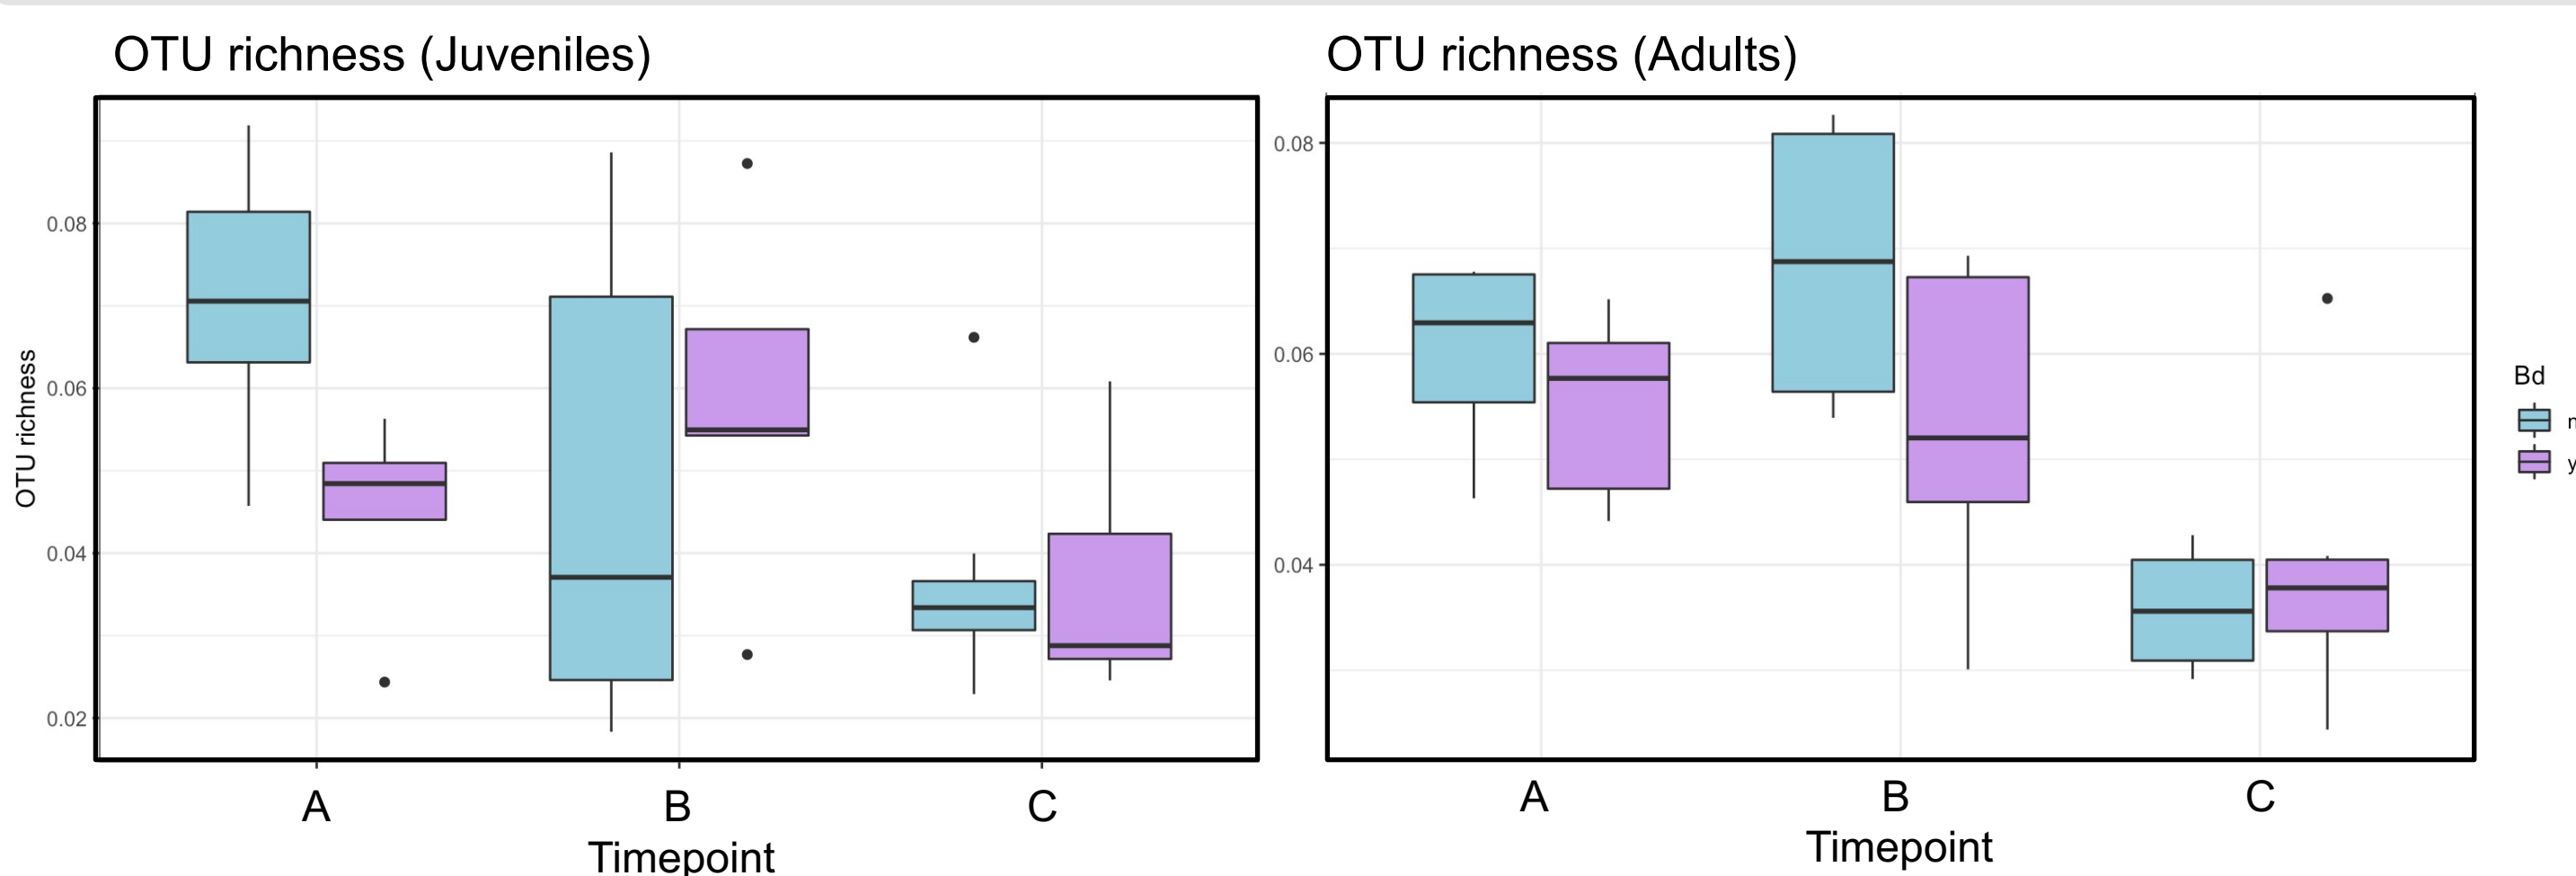 OTU richness (Juveniles)
OTU richness
0.08
0.06
0.04
0.02
A B C
Timepoint
OTU richness (Adults)
0.08
0.06
0.04
A B C
Timepoint
Bd
n
y